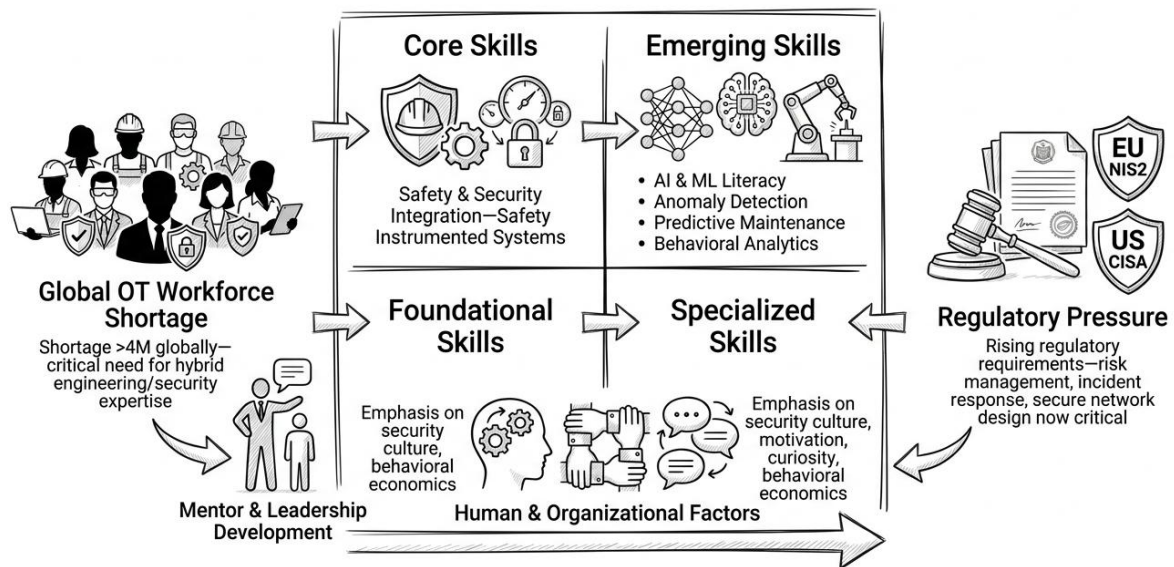 Core Skills
Safety & Security
Integration—Safety
Instrumented Systems
Emerging Skills
• AI & ML Literacy
• Anomaly Detection
• Predictive Maintenance
• Behavioral Analytics
Global OT Workforce
Shortage
Shortage >4M globally—
critical need for hybrid
engineering/security
expertise
Mentor & Leadership
Development
Foundational
Skills
Emphasis on
security
culture,
behavioral
economics
Specialized
Skills
Emphasis on
security culture,
motivation,
curiosity,
behavioral
economics
Human & Organizational Factors
EU
NIS2
US
CISA
Regulatory Pressure
Rising regulatory
requirements—risk
management, incident
response, secure network
design now critical